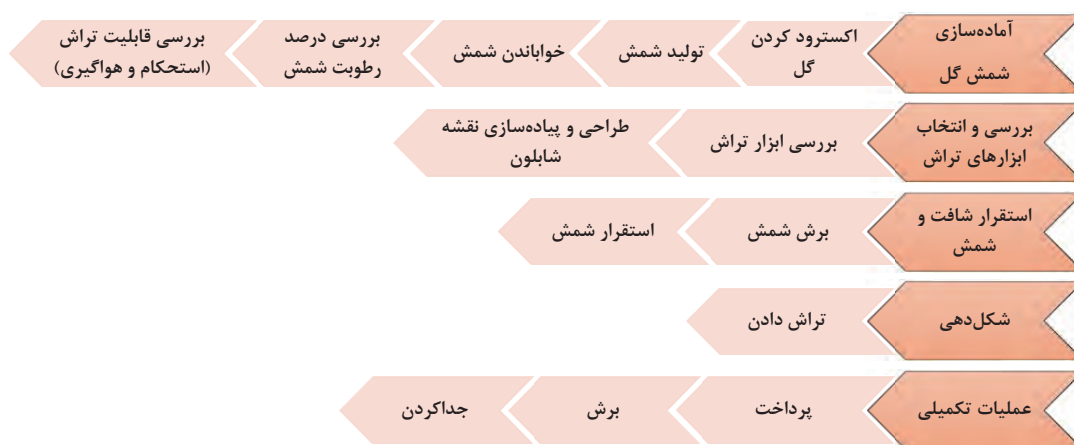 آماده‌سازی
شمش گل
اکسترود کردن
گل
تولید شمش
خواباندن شمش
بررسی درصد
رطوبت شمش
بررسی قابلیت تراش
(استحکام و هواگیری)
بررسی و انتخاب
ابزارهای تراش
بررسی ابزار تراش
طراحی و پیاده‌سازی نقشه
شابلون
استقرار شافت و
شمش
برش شمش
استقرار شمش
شکل‌دهی
تراش دادن
عملیات تکمیلی
پرداخت
برش
جداکردن